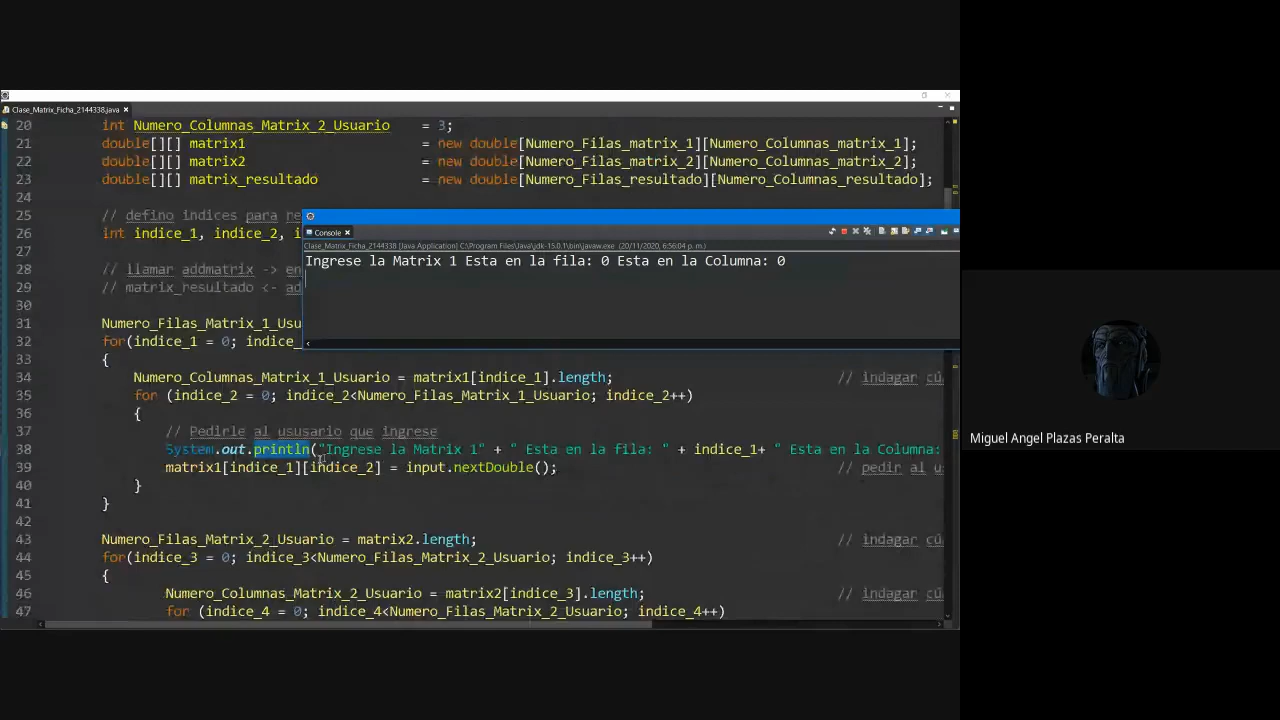 Clase_Matrix_Ficha_2144338.java
20 int Numero_Columnas_Matrix_2_Usuario = 3;
21 double[][] matrix1 = new double[Numero_Filas_matrix_1][Numero_Columnas_matrix_1];
22 double[][] matrix2 = new double[Numero_Filas_matrix_2][Numero_Columnas_matrix_2];
23 double[][] matrix_resultado = new double[Numero_Filas_resultado][Numero_Columnas_resultado];
24
25 // defino indices para re
26 int indice_1, indice_2, i
27
28 // llamar addmatrix -> en
29 // matrix_resultado <- ad
30
31 Numero_Filas_Matrix_1_Usu
32 for(indice_1 = 0; indice_
Console
Clase_Matrix_Ficha_2144338 [Java Application] C:\Program Files\Java\jdk-15.0.1\bin\javaw.exe (20/11/2020, 6:56:04 p. m.)
Ingrese la Matrix 1 Esta en la fila: 0 Esta en la Columna: 0
33 {
34 Numero_Columnas_Matrix_1_Usuario = matrix1[indice_1].length; // indagar cú
35 for (indice_2 = 0; indice_2<Numero_Filas_Matrix_1_Usuario; indice_2++)
36 {
37 // Pedirle al ususario que ingrese
38 System.out.println("Ingrese la Matrix 1" + " Esta en la fila: " + indice_1+ " Esta en la Columna:
39 matrix1[indice_1][indice_2] = input.nextDouble(); // pedir al u
40 }
41 }
42
43 Numero_Filas_Matrix_2_Usuario = matrix2.length; // indagar cú
44 for(indice_3 = 0; indice_3<Numero_Filas_Matrix_2_Usuario; indice_3++)
45 {
46 Numero_Columnas_Matrix_2_Usuario = matrix2[indice_3].length; // indagar cú
47 for (indice_4 = 0; indice_4<Numero_Filas_Matrix_2_Usuario; indice_4++)
Miguel Angel Plazas Peralta